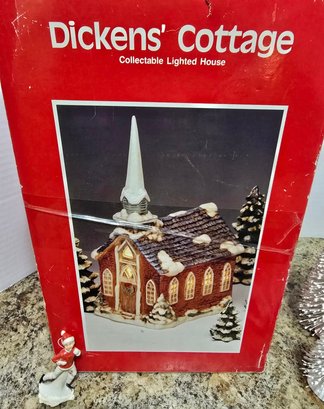 Dickens' Cottage
Collectable Lighted House